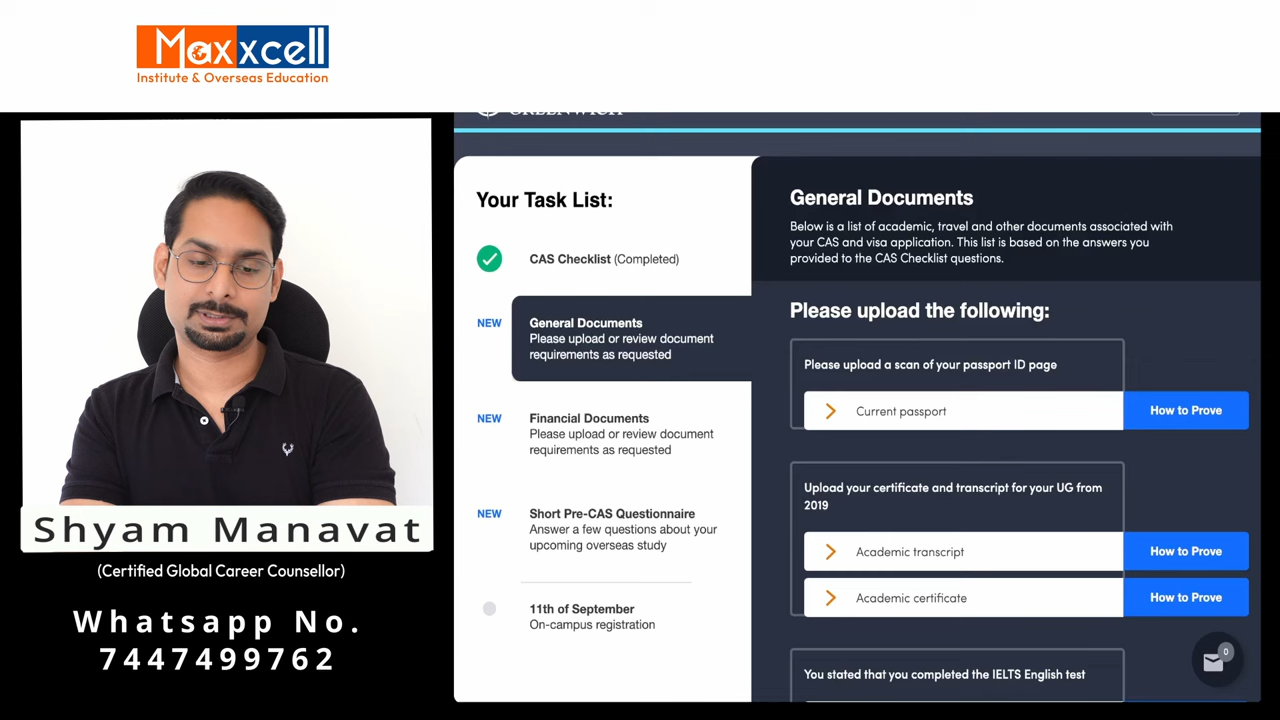 Maxxcell
Institute & Overseas Education
Shyam Manavat
(Certified Global Career Counsellor)
Whatsapp No.
7447499762
GREENWICH
Your Task List:
CAS Checklist (Completed)
NEW
General Documents
Please upload or review document
requirements as requested
NEW
Financial Documents
Please upload or review document
requirements as requested
NEW
Short Pre-CAS Questionnaire
Answer a few questions about your
upcoming overseas study
11th of September
On-campus registration
General Documents
Below is a list of academic, travel and other documents associated with
your CAS and visa application. This list is based on the answers you
provided to the CAS Checklist questions.
Please upload the following:
Please upload a scan of your passport ID page
Current passport
How to Prove
Upload your certificate and transcript for your UG from
2019
Academic transcript
How to Prove
Academic certificate
How to Prove
You stated that you completed the IELTS English test
0